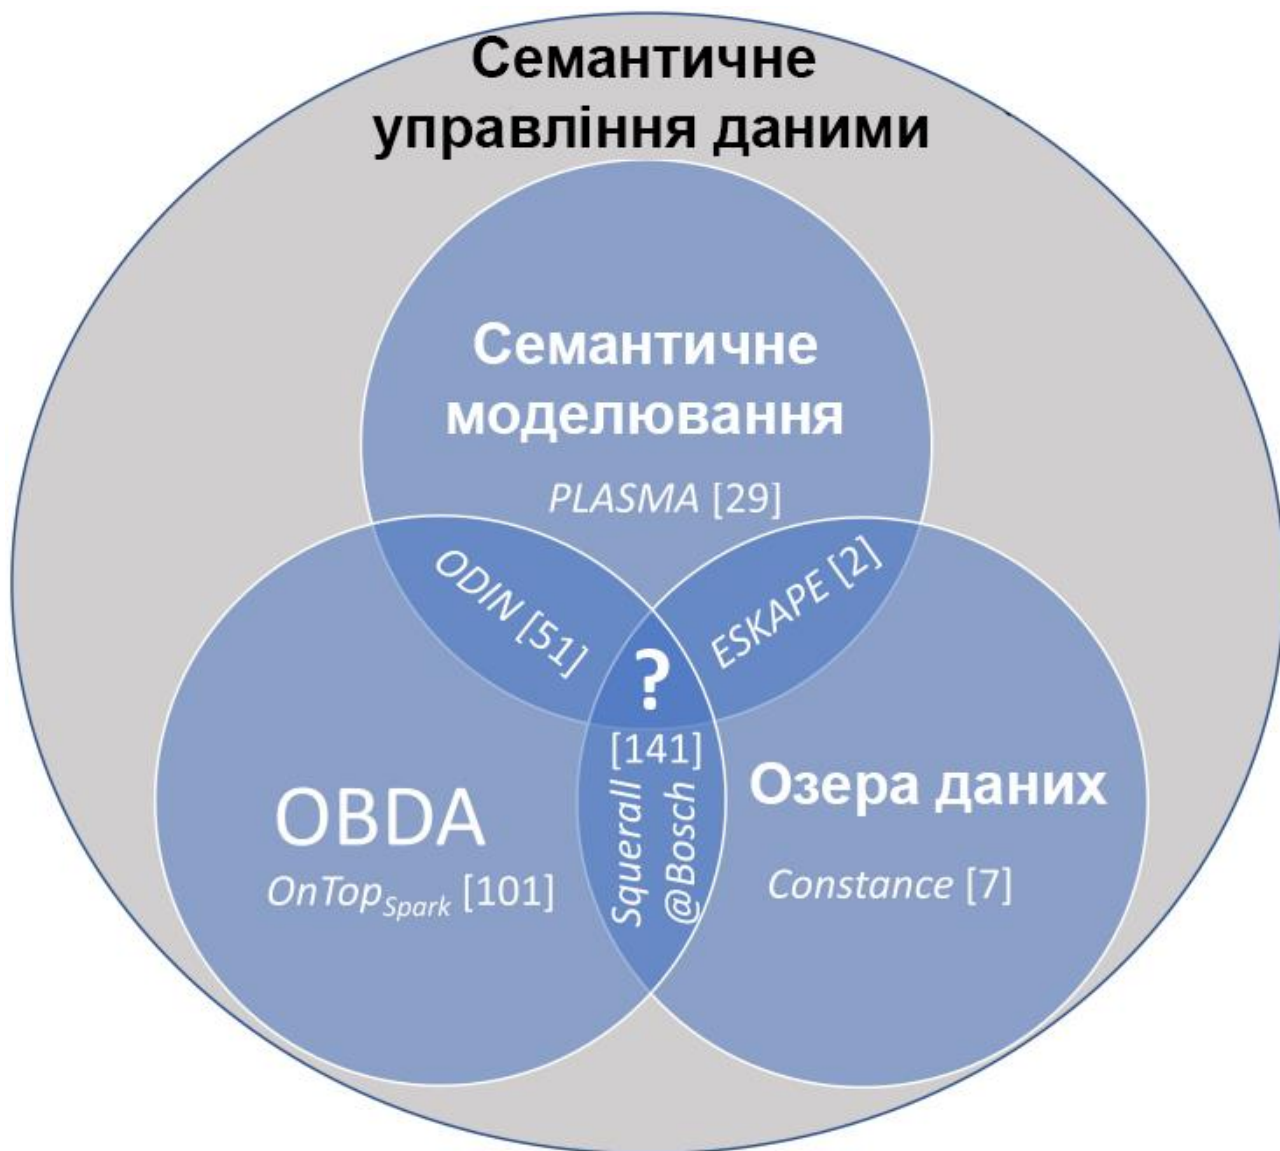 Семантичне
управління даними
Семантичне
моделювання
PLASMA [29]
ODIN [51]
ESKAPE [2]
?
[141]
Squerall
@Bosch
OBDA
OnTopSpark [101]
Озера даних
Constance [7]